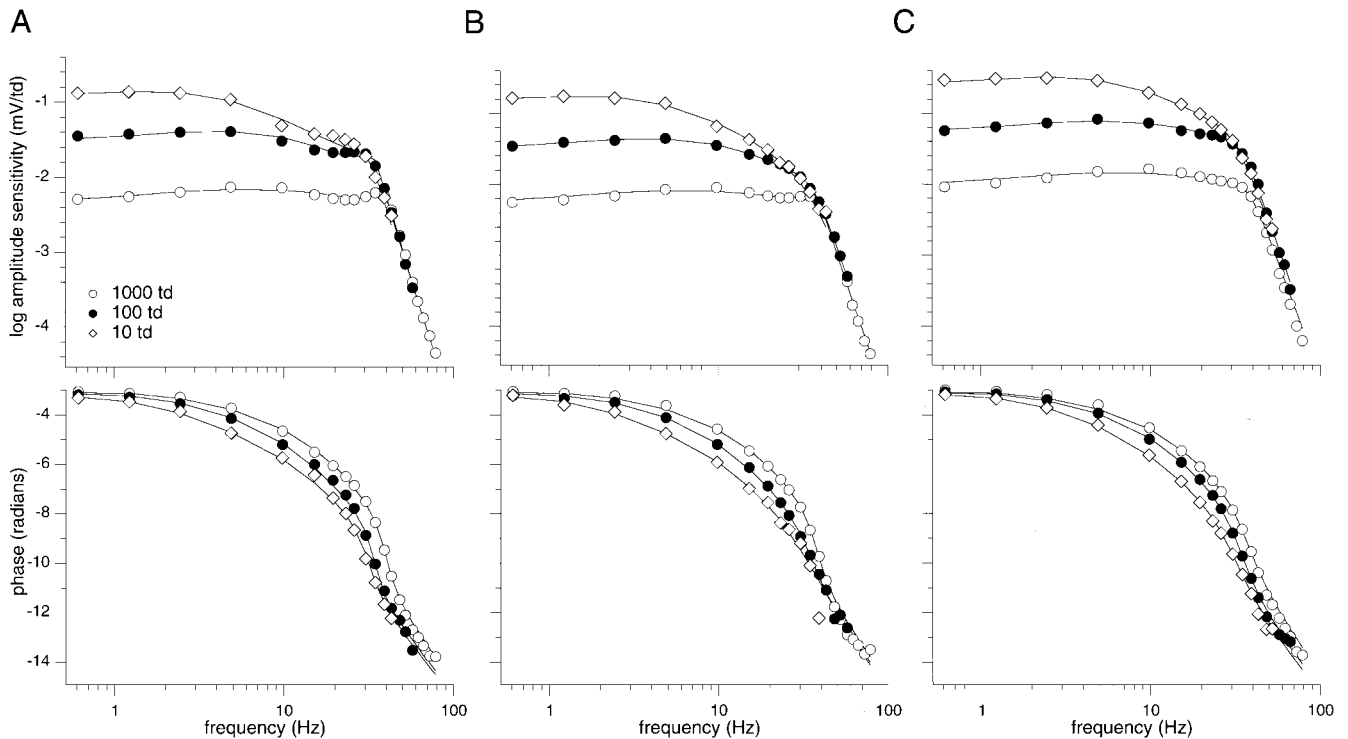 A
B
C
log amplitude sensitivity (mV/td)
-1
-2
-3
-4
1000 td
100 td
10 td
phase (radians)
-4
-6
-8
-10
-12
-14
1
10
100
1
10
100
1
10
100
frequency (Hz)
frequency (Hz)
frequency (Hz)